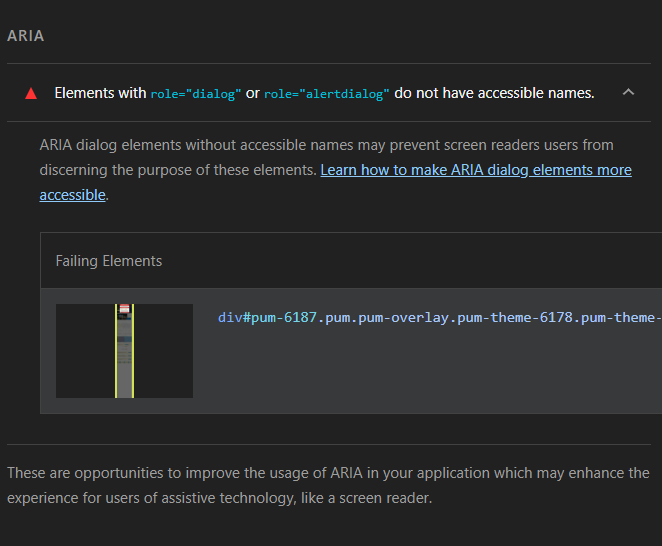 ARIA
Elements with role="dialog" or role="alertdialog" do not have accessible names.
ARIA dialog elements without accessible names may prevent screen readers users from
discerning the purpose of these elements. Learn how to make ARIA dialog elements more
accessible.
Failing Elements
div#pum-6187.pum.pum-overlay.pum-theme-6178.pum-theme-
These are opportunities to improve the usage of ARIA in your application which may enhance the
experience for users of assistive technology, like a screen reader.